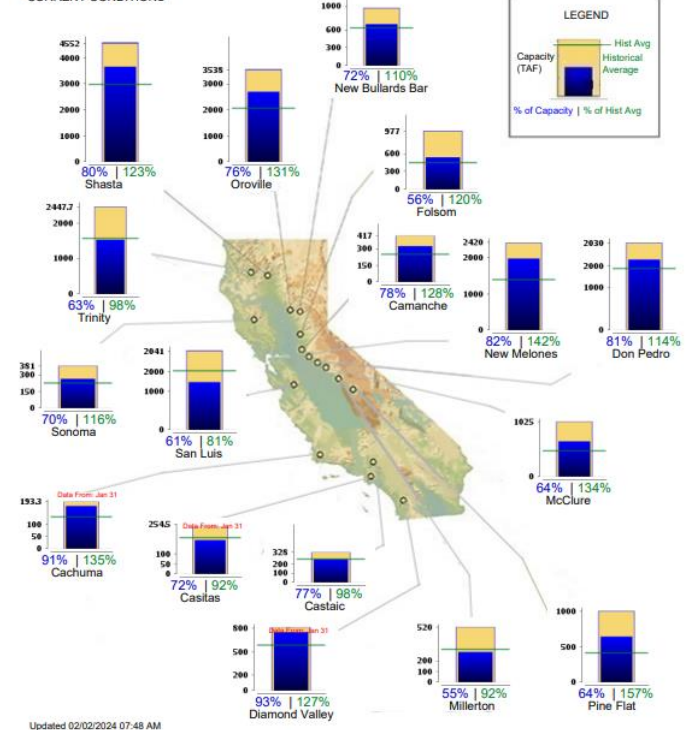 1000
600
300
0
72% | 110%
New Bullards Bar
LEGEND
Hist Avg
Capacity
(TAF)
Historical
Average
% of Capacity | % of Hist Avg
4552
4000
3000
2000
1000
0
80% | 123%
Shasta
3538
3000
2000
1000
0
76% | 131%
Oroville
977
600
300
0
56% | 120%
Folsom
2447.7
2000
1000
0
63% | 98%
Trinity
417
300
150
0
78% | 128%
Camanche
2420
2000
1000
0
82% | 142%
New Melones
2030
2000
1000
0
81% | 114%
Don Pedro
381
300
150
0
70% | 116%
Sonoma
2041
2000
1000
0
61% | 81%
San Luis
1025
0
64% | 134%
McClure
Data From: Jan 31
193.3
100
50
0
91% | 135%
Cachuma
Data From: Jan 31
254.5
100
50
0
72% | 92%
Casitas
325
200
100
0
77% | 98%
Castaic
Data From: Jan 31
800
500
200
0
93% | 127%
Diamond Valley
520
200
100
0
55% | 92%
Millerton
1000
500
0
64% | 157%
Pine Flat
Updated 02/02/2024 07:48 AM